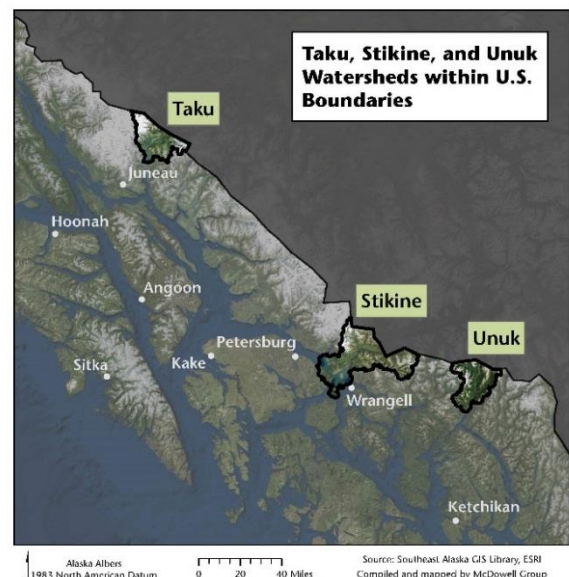 Taku, Stikine, and Unuk
Watersheds within U.S.
Boundaries
Taku
Juneau
Hoonah
Angoon
Stikine
Unuk
Petersburg
Kake
Sitka
Wrangell
Ketchikan
Alaska Albers
1983 North American Datum
0 20 40 Miles
Source: Southeast Alaska GIS Library, ESRI
Compiled and mapped by McDowell Group